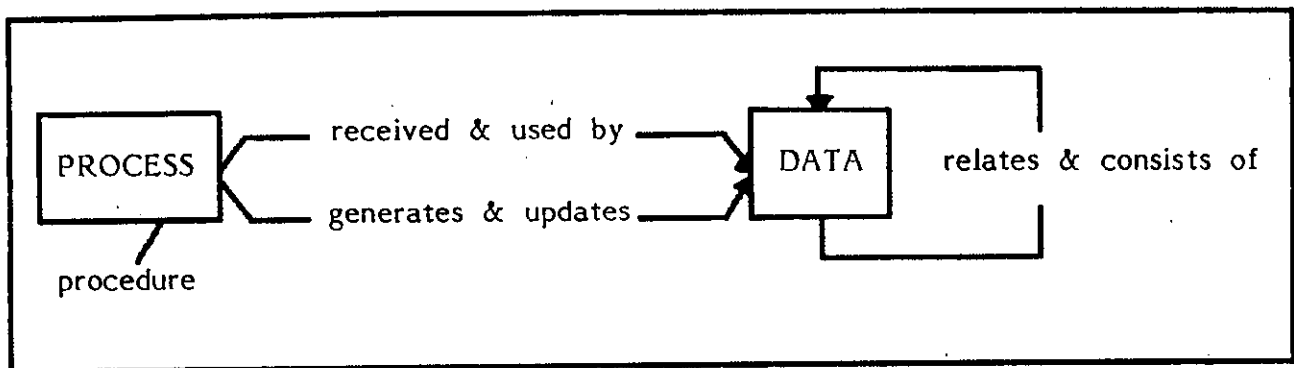 received & used by
PROCESS
DATA
relates & consists of
generates & updates
procedure